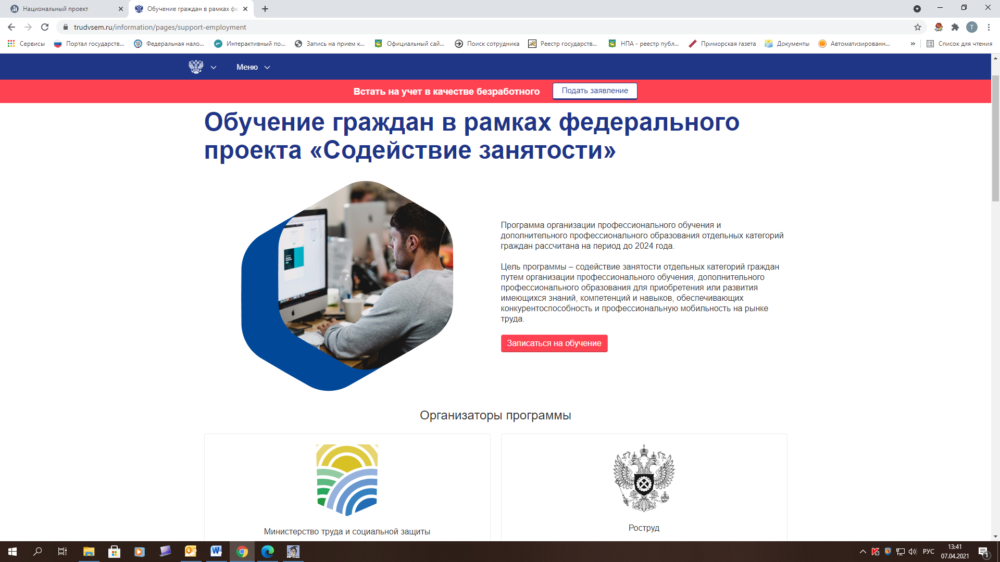 Национальный проект
Обучение граждан в рамках фе
trudvsem.ru/information/pages/support-employment
T
Сервисы
Портал государств...
Федеральная нало...
Интерактивный по...
Запись на прием к...
Официальный сай...
Поиск сотрудника
Реестр государств...
НПА - реестр публ...
Приморская газета
Документы
Автоматизированн...
»
Список для чтения
Меню
Встать на учет в качестве безработного
Подать заявление
Обучение граждан в рамках федерального
проекта «Содействие занятости»
Программа организации профессионального обучения и
дополнительного профессионального образования отдельных категорий
граждан рассчитана на период до 2024 года.
Цель программы – содействие занятости отдельных категорий граждан
путем организации профессионального обучения, дополнительного
профессионального образования для приобретения или развития
имеющихся знаний, компетенций и навыков, обеспечивающих
конкурентоспособность и профессиональную мобильность на рынке
труда.
Записаться на обучение
Организаторы программы
Министерство труда и социальной защиты
Роструд
РУС
13:41
07.04.2021
1